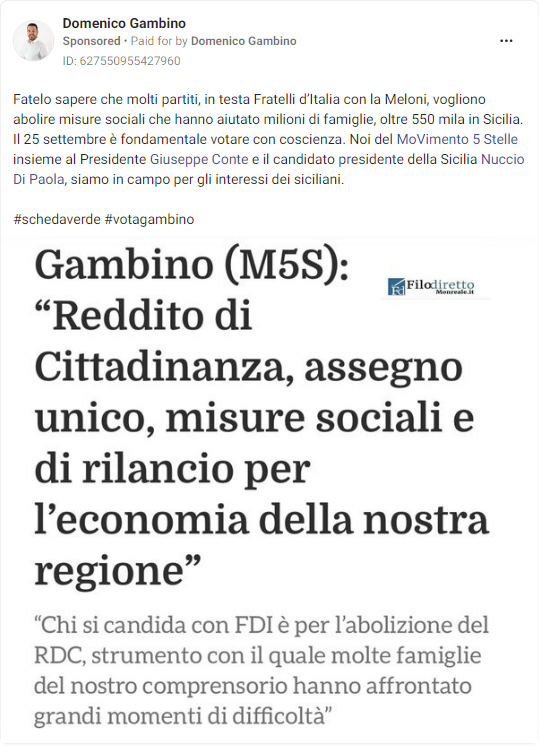 Domenico Gambino
Sponsored • Paid for by Domenico Gambino
ID: 627550955427960
Fatelo sapere che molti partiti, in testa Fratelli d'Italia con la Meloni, vogliono
abolire misure sociali che hanno aiutato milioni di famiglie, oltre 550 mila in Sicilia.
Il 25 settembre è fondamentale votare con coscienza. Noi del MoVimento 5 Stelle
insieme al Presidente Giuseppe Conte e il candidato presidente della Sicilia Nuccio
Di Paola, siamo in campo per gli interessi dei siciliani.
#schedaverde #votagambino
Gambino (M5S):
“Reddito di
Cittadinanza, assegno
unico, misure sociali e
di rilancio per
l’economia della nostra
regione”
Fd Filodiretto
Monreale.it
“Chi si candida con FDI è per l’abolizione del
RDC, strumento con il quale molte famiglie
del nostro comprensorio hanno affrontato
grandi momenti di difficoltà”